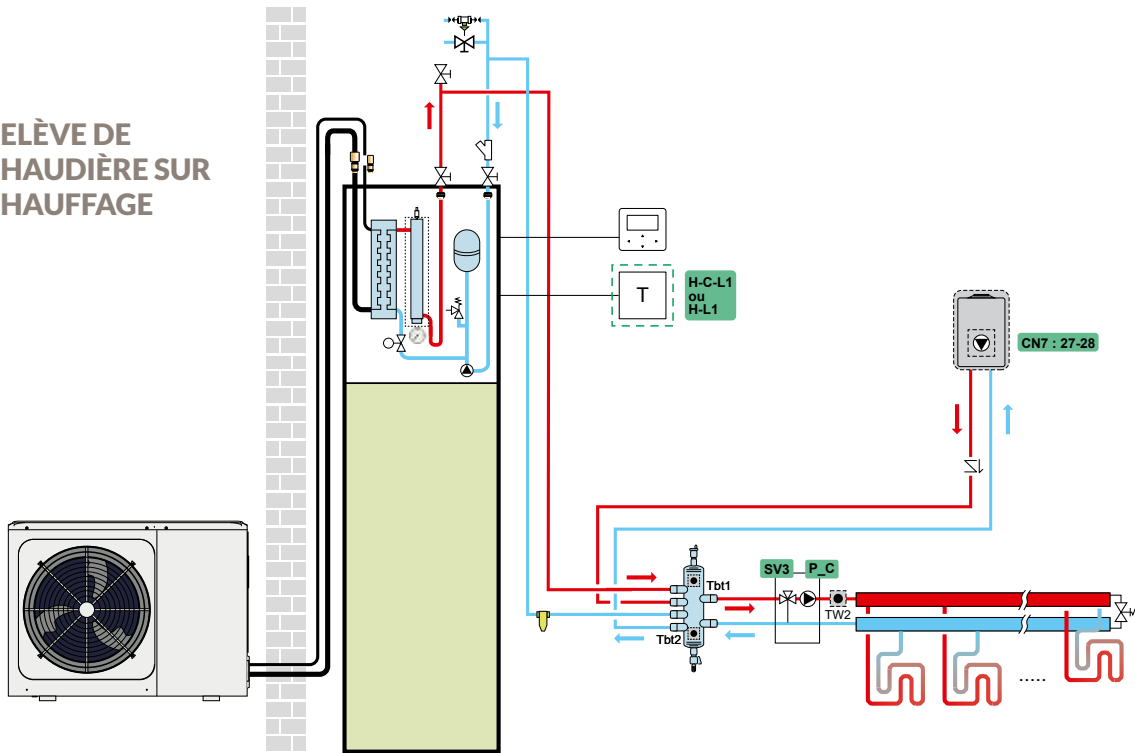 ELÈVE DE
HAUDIÈRE SUR
HAUFFAGE
T
H-C-L1
ou
H-L1
CN7 : 27-28
Tbt1
SV3
P_C
TW2
Tbt2
.....